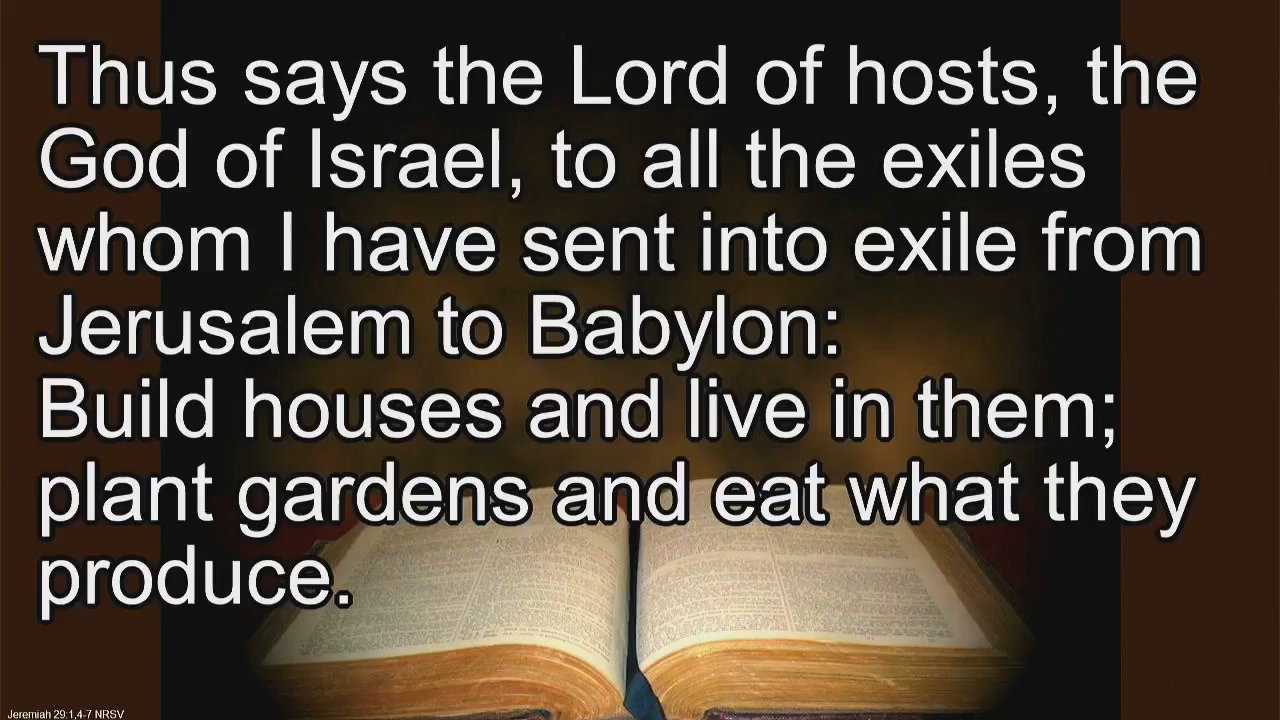 Thus says the Lord of hosts, the
God of Israel, to all the exiles
whom I have sent into exile from
Jerusalem to Babylon:
Build houses and live in them;
plant gardens and eat what they
produce.
Jeremiah 29:1,4-7 NRSV